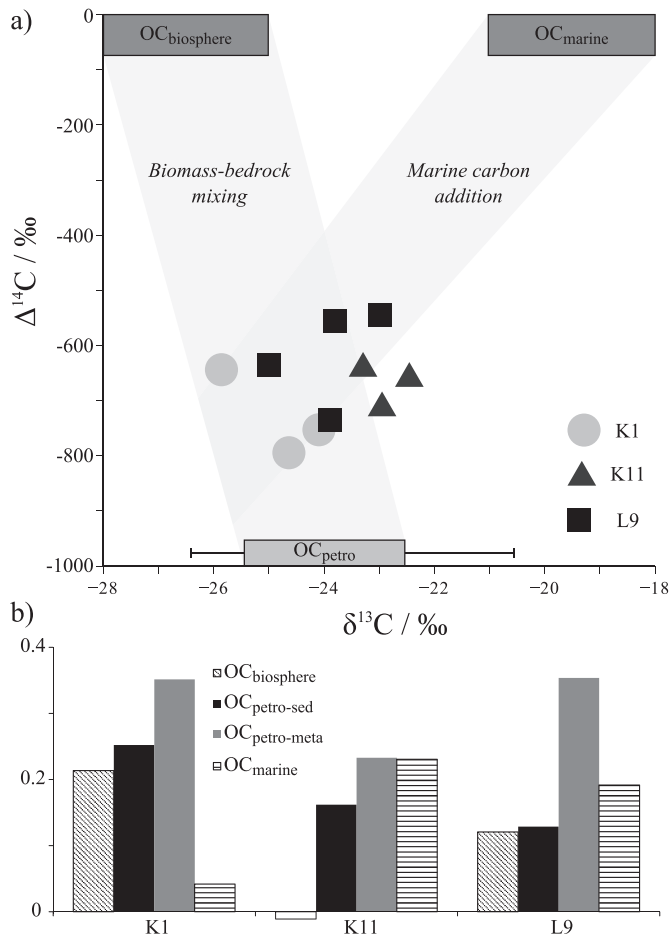 a)
0
-200
-400
-600
-800
-1000
Δ14C / ‰
OCbiosphere
OCmarine
Biomass-bedrock
mixing
Marine carbon
addition
K1
K11
L9
OCpetro
−28
−26
−24
−22
−20
−18
δ13C / ‰
b)
0.4
0.2
0
OCbiosphere
OCpetro-sed
OCpetro-meta
OCmarine
K1
K11
L9